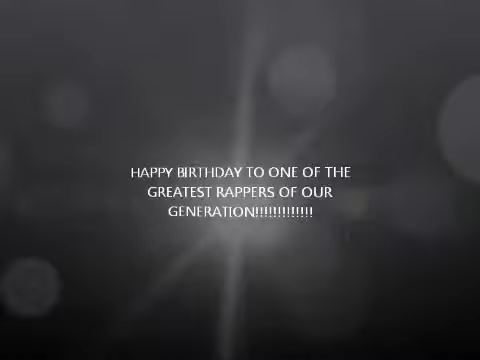 HAPPY BIRTHDAY TO ONE OF THE
GREATEST RAPPERS OF OUR
GENERATION!!!!!!!!!!!!!